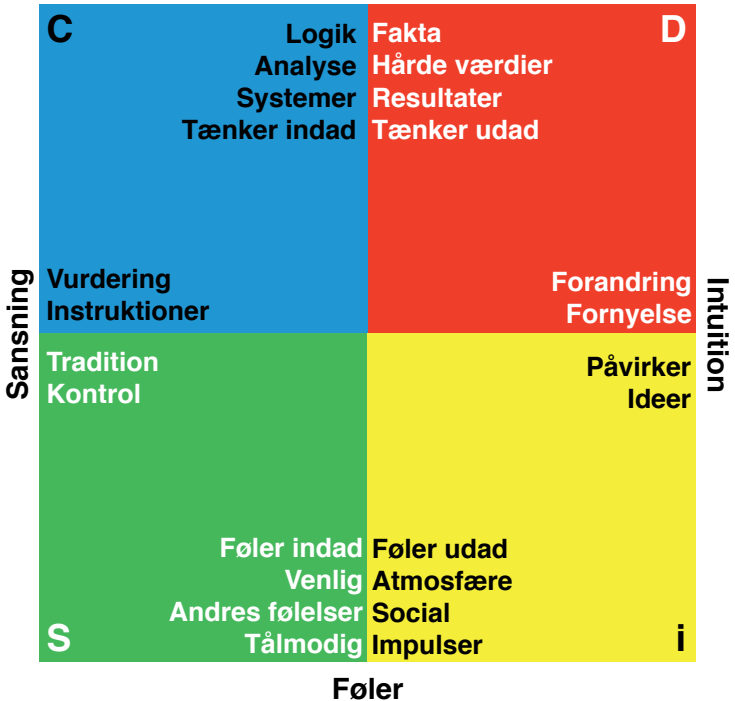 C
Logik
Analyse
Systemer
Tænker indad
Vurdering
Instruktioner
D
Fakta
Hårde værdier
Resultater
Tænker udad
Forandring
Fornyelse
Sansning
Intuition
Tradition
Kontrol
Føler indad
Venlig
Andres følelser
Tålmodig
S
Påvirker
Ideer
Føler udad
Atmosfære
Social
Impulser
i
Føler